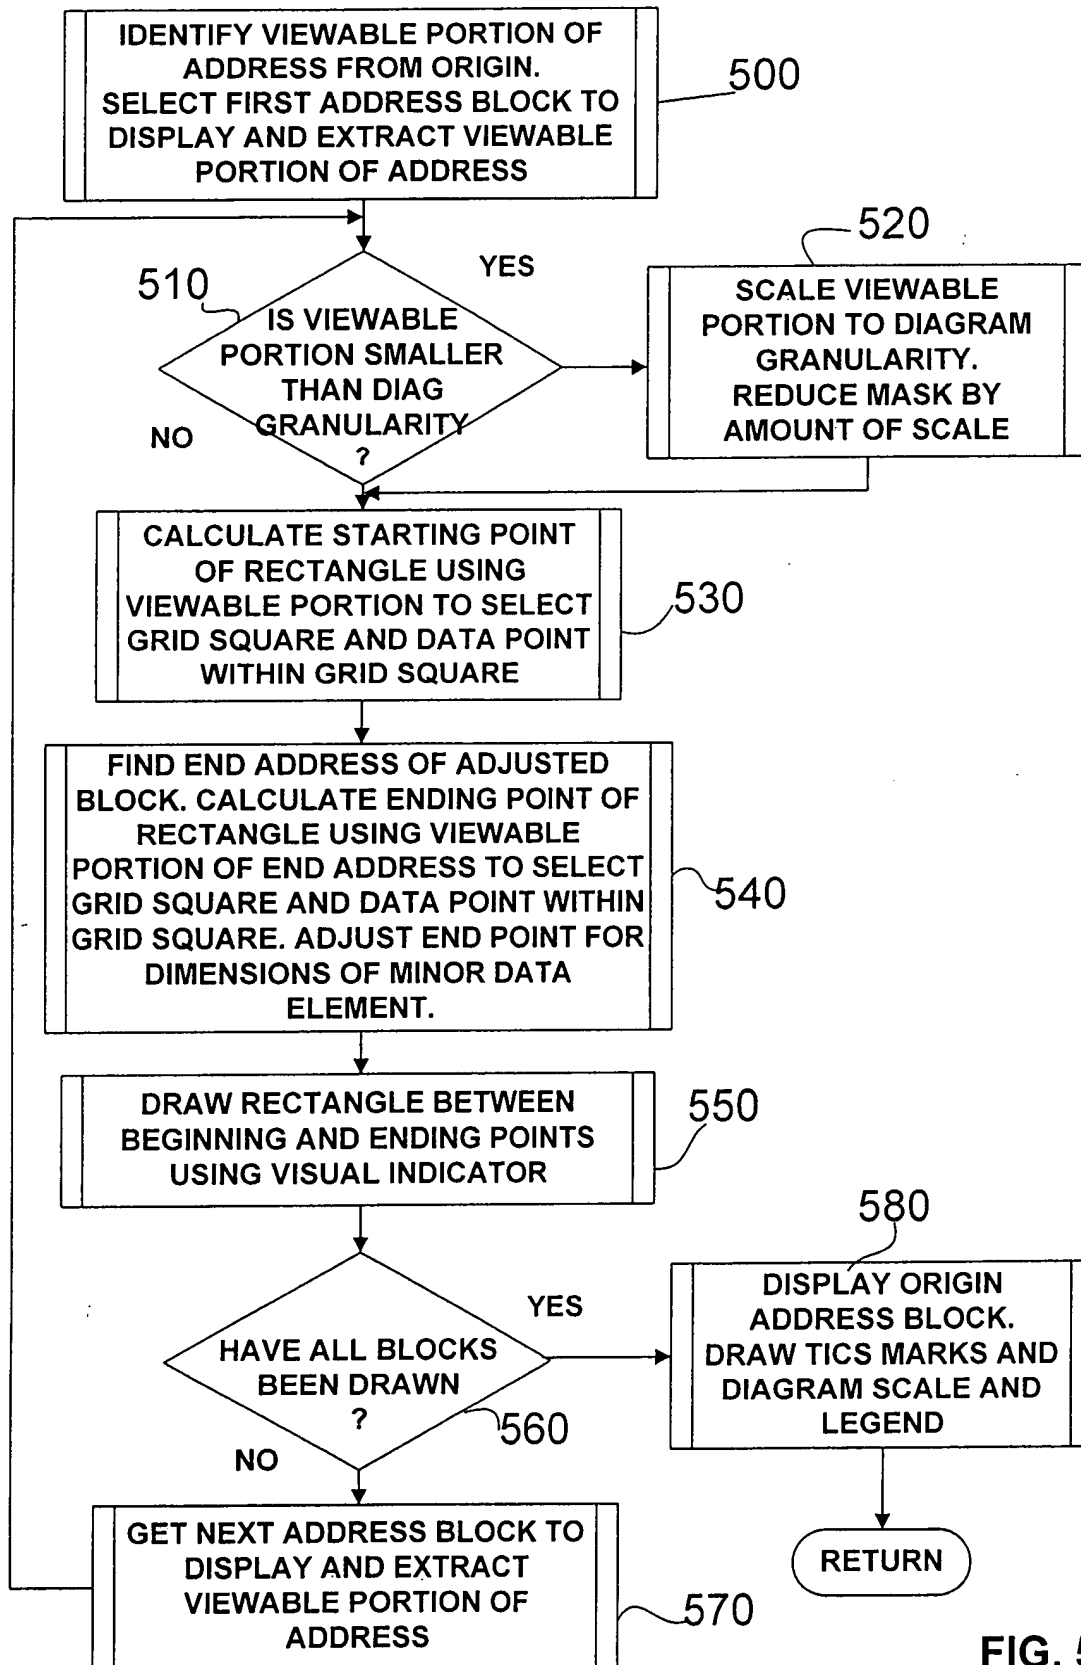 IDENTIFY VIEWABLE PORTION OF
ADDRESS FROM ORIGIN.
SELECT FIRST ADDRESS BLOCK TO
DISPLAY AND EXTRACT VIEWABLE
PORTION OF ADDRESS
500
510
IS VIEWABLE
PORTION SMALLER
THAN DIAG
GRANULARITY
?
YES
NO
520
SCALE VIEWABLE
PORTION TO DIAGRAM
GRANULARITY.
REDUCE MASK BY
AMOUNT OF SCALE
CALCULATE STARTING POINT
OF RECTANGLE USING
VIEWABLE PORTION TO SELECT
GRID SQUARE AND DATA POINT
WITHIN GRID SQUARE
530
FIND END ADDRESS OF ADJUSTED
BLOCK. CALCULATE ENDING POINT OF
RECTANGLE USING VIEWABLE
PORTION OF END ADDRESS TO SELECT
GRID SQUARE AND DATA POINT WITHIN
GRID SQUARE. ADJUST END POINT FOR
DIMENSIONS OF MINOR DATA
ELEMENT.
540
DRAW RECTANGLE BETWEEN
BEGINNING AND ENDING POINTS
USING VISUAL INDICATOR
550
HAVE ALL BLOCKS
BEEN DRAWN
?
560
YES
NO
580
DISPLAY ORIGIN
ADDRESS BLOCK.
DRAW TICS MARKS AND
DIAGRAM SCALE AND
LEGEND
RETURN
GET NEXT ADDRESS BLOCK TO
DISPLAY AND EXTRACT
VIEWABLE PORTION OF
ADDRESS
570
FIG. 5